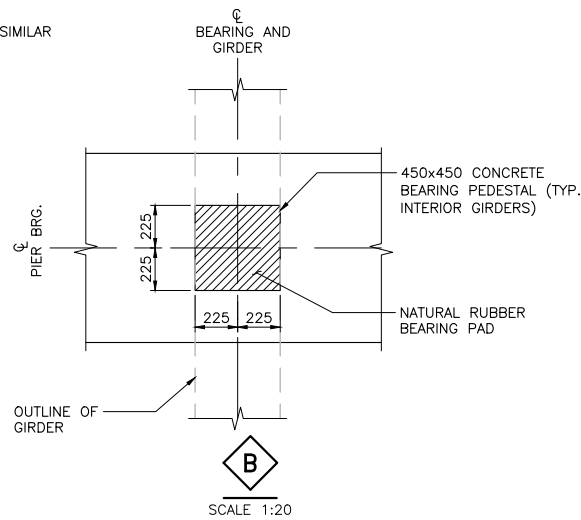 SIMILAR
℄
BEARING AND
GIRDER
450x450 CONCRETE
BEARING PEDESTAL (TYP.
INTERIOR GIRDERS)
℄
PIER BRG.
225
225
225
225
NATURAL RUBBER
BEARING PAD
OUTLINE OF
GIRDER
B
SCALE 1:20